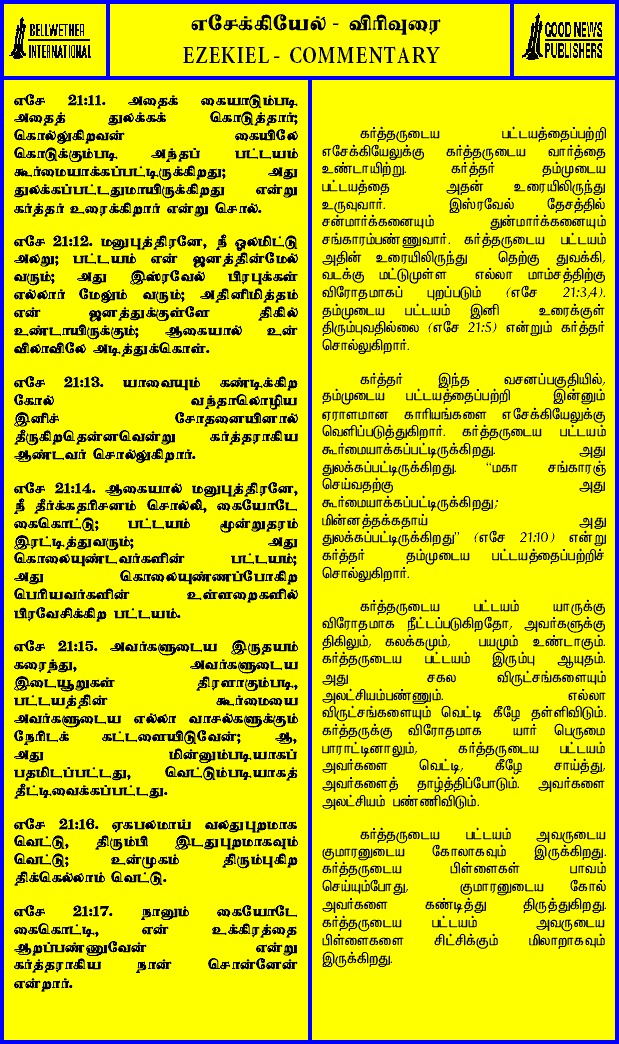 BELLWETHER
INTERNATIONAL
எசேக்கியேல் - விரிவுரை
EZEKIEL - COMMENTARY
GOOD NEWS
PUBLISHERS
எசே 21:11. அதைக் கையாடும்படி
அதைத் துலக்கக் கொடுத்தார்;
கொல்லுகிறவன் கையிலே
கொடுக்கும்படி அந்தப் பட்டயம்
கூர்மையாக்கப்பட்டிருக்கிறது; அது
துலக்கப்பட்டதுமாயிருக்கிறது என்று
கர்த்தர் உரைக்கிறார் என்று சொல்.
எசே 21:12. மனுபுத்திரனே, நீ ஓலமிட்டு
அலறு; பட்டயம் என் ஜனத்தின்மேல்
வரும்; அது இஸ்ரவேல் பிரபுக்கள்
எல்லார் மேலும் வரும்; அதினிமித்தம்
என் ஜனத்துக்குள்ளே திகில்
உண்டாயிருக்கும்; ஆகையால் உன்
விலாவிலே அடித்துக்கொள்.
எசே 21:13. யாவையும் கண்டிக்கிற
கோல் வந்தாலொழிய
இனிச் சோதனையினால்
தீருகிறதென்னவென்று கர்த்தராகிய
ஆண்டவர் சொல்லுகிறார்.
எசே 21:14. ஆகையால் மனுபுத்திரனே,
நீ தீர்க்கதரிசனம் சொல்லி, கையோடே
கைகொட்டு; பட்டயம் மூன்றுதரம்
இரட்டித்துவரும்; அது
கொலையுண்டவர்களின் பட்டயம்;
அது கொலையுண்ணப்போகிற
பெரியவர்களின் உள்ளறைகளில்
பிரவேசிக்கிற பட்டயம்.
எசே 21:15. அவர்களுடைய இருதயம்
கரைந்து, அவர்களுடைய
இடையூறுகள் திரளாகும்படி,
பட்டயத்தின் கூர்மையை
அவர்களுடைய எல்லா வாசல்களுக்கும்
நேரிடக் கட்டளையிடுவேன்; ஆ,
அது மின்னும்படியாகப்
பதமிடப்பட்டது, வெட்டும்படியாகத்
தீட்டிவைக்கப்பட்டது.
எசே 21:16. ஏகபலமாய் வலதுபுறமாக
வெட்டு, திரும்பி இடதுபுறமாகவும்
வெட்டு; உன்முகம் திரும்புகிற
திக்கெல்லாம் வெட்டு.
எசே 21:17. நானும் கையோடே
கைகொட்டி, என் உக்கிரத்தை
ஆறப்பண்ணுவேன் என்று
கர்த்தராகிய நான் சொன்னேன்
என்றார்.
கர்த்தருடைய பட்டயத்தைப்பற்றி
எசேக்கியேலுக்கு கர்த்தருடைய வார்த்தை
உண்டாயிற்று. கர்த்தர் தம்முடைய
பட்டயத்தை அதன் உரையிலிருந்து
உருவுவார். இஸ்ரவேல் தேசத்தில்
சன்மார்க்கனையும் துன்மார்க்கனையும்
சங்காரம்பண்ணுவார். கர்த்தருடைய பட்டயம்
அதின் உரையிலிருந்து தெற்கு துவக்கி,
வடக்கு மட்டுமுள்ள எல்லா மாம்சத்திற்கு
விரோதமாகப் புறப்படும் (எசே 21:3,4).
தம்முடைய பட்டயம் இனி உரைக்குள்
திரும்புவதில்லை (எசே 21:5) என்றும் கர்த்தர்
சொல்லுகிறார்.
கர்த்தர் இந்த வசனப்பகுதியில்,
தம்முடைய பட்டயத்தைப்பற்றி இன்னும்
ஏராளமான காரியங்களை எசேக்கியேலுக்கு
வெளிப்படுத்துகிறார். கர்த்தருடைய பட்டயம்
கூர்மையாக்கப்பட்டிருக்கிறது. அது
துலக்கப்பட்டிருக்கிறது. "மகா சங்காரஞ்
செய்வதற்கு அது
கூர்மையாக்கப்பட்டிருக்கிறது;
மின்னத்தக்கதாய் அது
துலக்கப்பட்டிருக்கிறது" (எசே 21:10) என்று
கர்த்தர் தம்முடைய பட்டயத்தைப்பற்றிச்
சொல்லுகிறார்.
கர்த்தருடைய பட்டயம் யாருக்கு
விரோதமாக நீட்டப்படுகிறதோ, அவர்களுக்கு
திகிலும், கலக்கமும், பயமும் உண்டாகும்.
கர்த்தருடைய பட்டயம் இரும்பு ஆயுதம்.
அது சகல விருட்சங்களையும்
அலட்சியம்பண்ணும். எல்லா
விருட்சங்களையும் வெட்டி கீழே தள்ளிவிடும்.
கர்த்தருக்கு விரோதமாக யார் பெருமை
பாராட்டினாலும், கர்த்தருடைய பட்டயம்
அவர்களை வெட்டி, கீழே சாய்த்து,
அவர்களைத் தாழ்த்திப்போடும். அவர்களை
அலட்சியம் பண்ணிவிடும்.
கர்த்தருடைய பட்டயம் அவருடைய
குமாரனுடைய கோலாகவும் இருக்கிறது.
கர்த்தருடைய பிள்ளைகள் பாவம்
செய்யும்போது, குமாரனுடைய கோல்
அவர்களை கண்டித்து திருத்துகிறது.
கர்த்தருடைய பட்டயம் அவருடைய
பிள்ளைகளை சிட்சிக்கும் மிலாறாகவும்
இருக்கிறது.